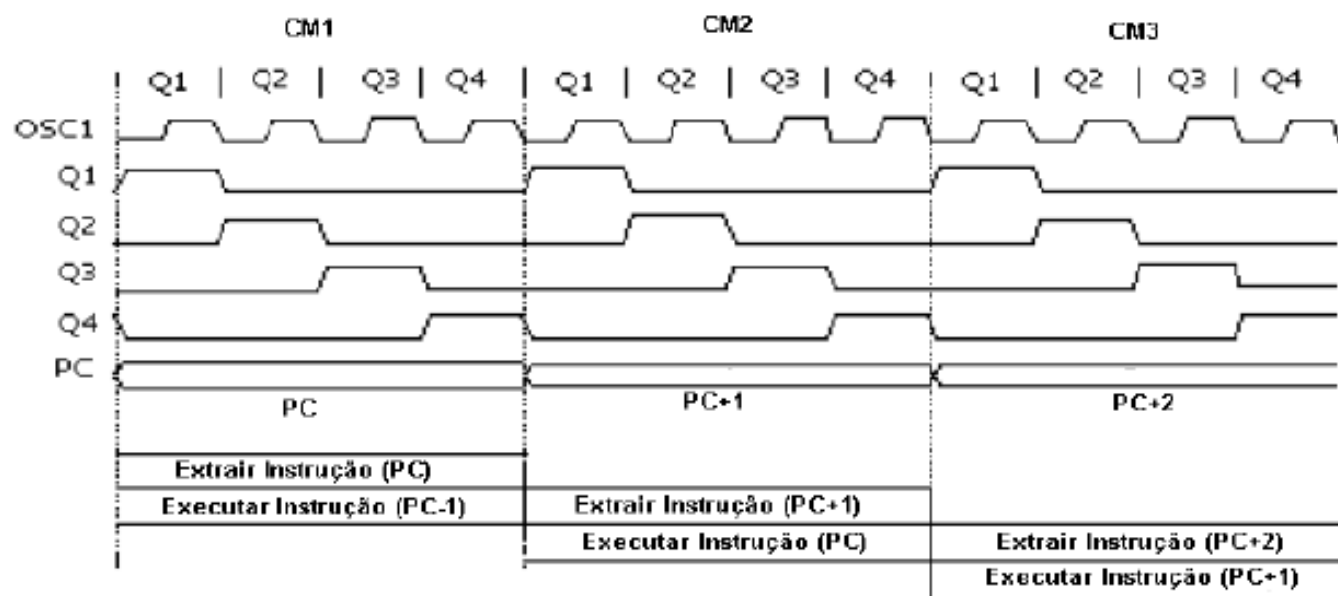 CM1 CM2 CM3
Q1 | Q2 | Q3 | Q4 | Q1 | Q2 | Q3 | Q4 | Q1 | Q2 | Q3 | Q4
OSC1
Q1
Q2
Q3
Q4
PC
PC PC+1 PC+2
Extrair Instrução (PC)
Executar Instrução (PC-1) Extrair Instrução (PC+1)
Executar Instrução (PC) Extrair Instrução (PC+2)
Executar Instrução (PC+1)